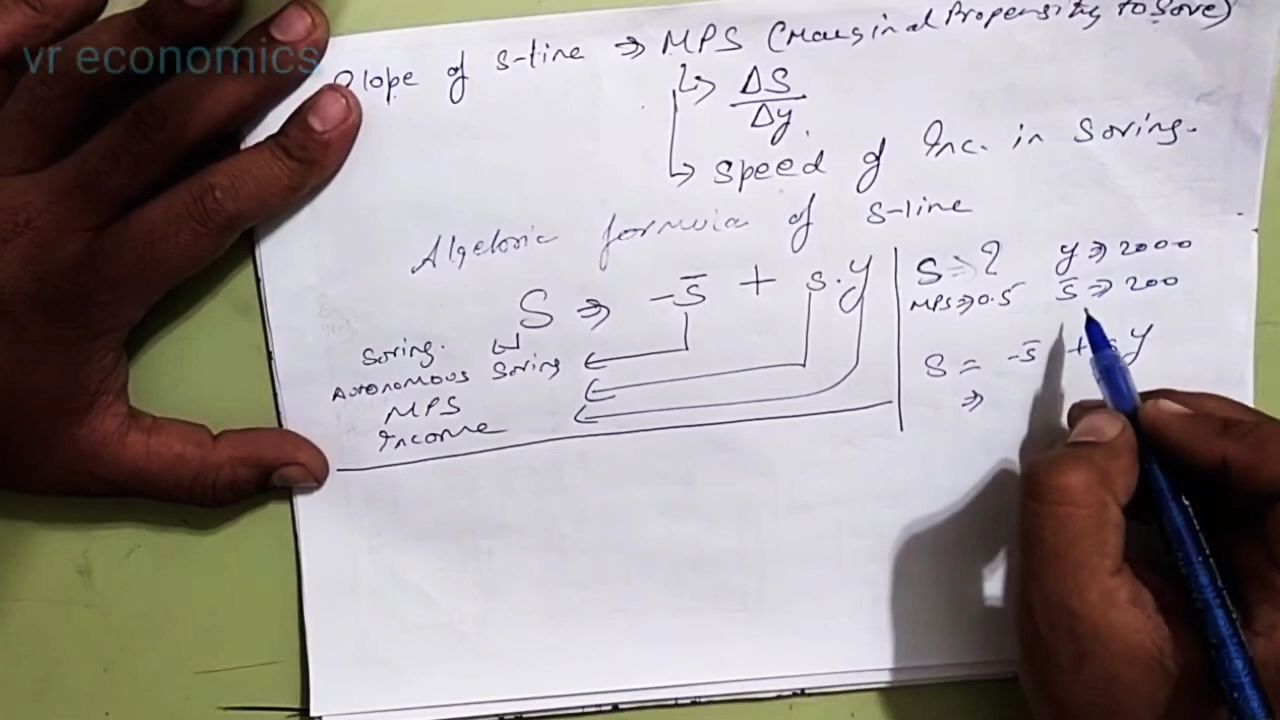 vr economics
Slope of S-line ⇒ MPS (Marginal Propensity to Save)
↳ ΔS/Δy.
↳ Speed of Inc. in Saving.
Algebric formula of S-line
S ⇒ -s̄ + s.y
Saving.
Autonomous Saving
MPS
Income
S ⇒ ? y ⇒ 2000
MPS ⇒ 0.5 s̄ ⇒ 200
S = -s̄ + s y
⇒